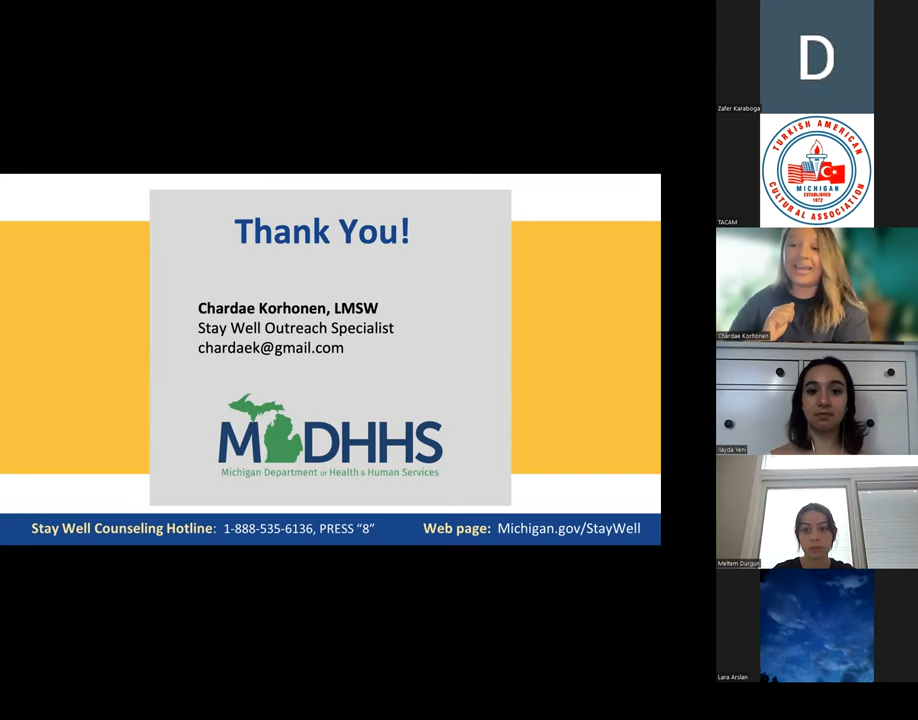 Thank You!
Chardae Korhonen, LMSW
Stay Well Outreach Specialist
chardaek@gmail.com
MDHHS
Michigan Department of Health & Human Services
Stay Well Counseling Hotline: 1-888-535-6136, PRESS “8”
Web page: Michigan.gov/StayWell
D
Zafer Karaboga
TURKISH AMERICAN
MICHIGAN
ESTABLISHED
1972
CULTURAL ASSOCIATION
TACAM
Chardae Korhonen
Ilayda Yeni
Meltem Durgun
Lara Arslan